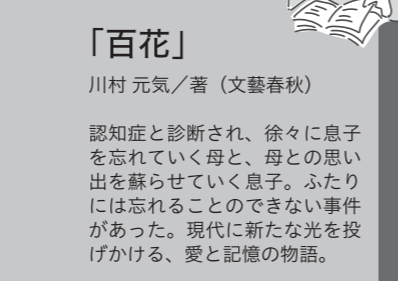 「百花」
川村 元気／著（文藝春秋）
認知症と診断され、徐々に息子
を忘れていく母と、母との思い
出を蘇らせていく息子。ふたり
には忘れることのできない事件
があった。現代に新たな光を投
げかける、愛と記憶の物語。